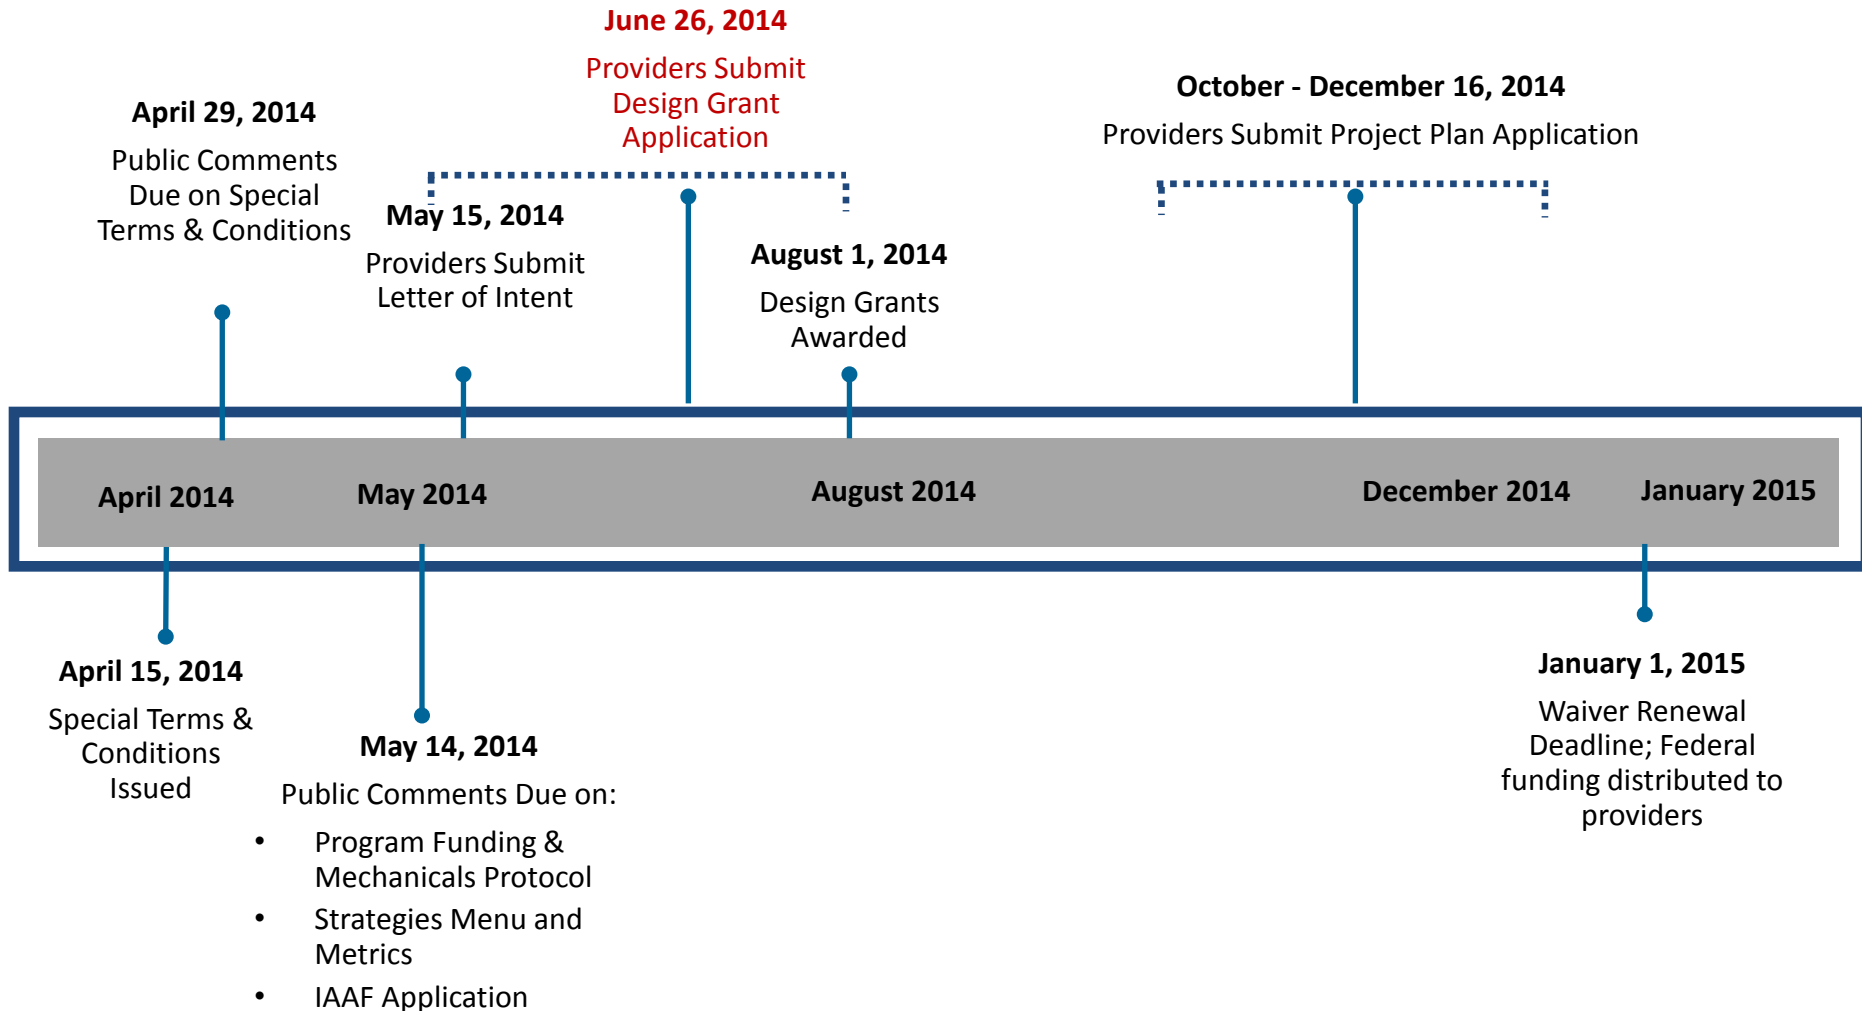 June 26, 2014
Providers Submit
Design Grant
Application
April 29, 2014
Public Comments
Due on Special
Terms & Conditions
October - December 16, 2014
Providers Submit Project Plan Application
May 15, 2014
Providers Submit
Letter of Intent
August 1, 2014
Design Grants
Awarded
April 2014
May 2014
August 2014
December 2014
January 2015
April 15, 2014
Special Terms &
Conditions
Issued
May 14, 2014
Public Comments Due on:
• Program Funding &
Mechanicals Protocol
• Strategies Menu and
Metrics
• IAAF Application
January 1, 2015
Waiver Renewal
Deadline; Federal
funding distributed to
providers